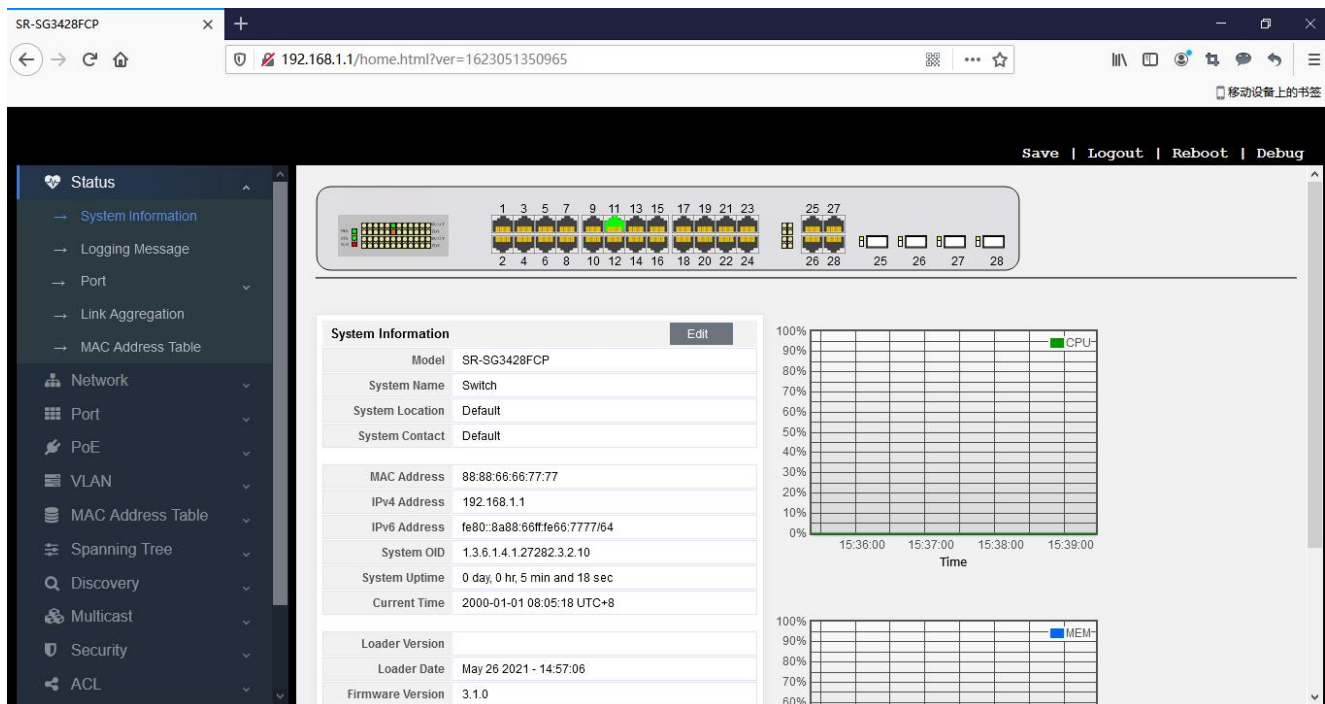 SR-SG3428FCP
192.168.1.1/home.html?ver=1623051350965
移动设备上的书签
Save | Logout | Reboot | Debug
Status
System Information
Logging Message
Port
Link Aggregation
MAC Address Table
Network
Port
PoE
VLAN
MAC Address Table
Spanning Tree
Discovery
Multicast
Security
ACL
1 3 5 7 9 11 13 15 17 19 21 23 25 27
2 4 6 8 10 12 14 16 18 20 22 24 26 28 25 26 27 28
System Information Edit
Model SR-SG3428FCP
System Name Switch
System Location Default
System Contact Default
MAC Address 88:88:66:66:77:77
IPv4 Address 192.168.1.1
IPv6 Address fe80::8a88:66ff:fe66:7777/64
System OID 1.3.6.1.4.1.27282.3.2.10
System Uptime 0 day, 0 hr, 5 min and 18 sec
Current Time 2000-01-01 08:05:18 UTC+8
Loader Version
Loader Date May 26 2021 - 14:57:06
Firmware Version 3.1.0
100%
CPU
90%
80%
70%
60%
50%
40%
30%
20%
10%
0%
15:36:00 15:37:00 15:38:00 15:39:00
Time
100%
MEM
90%
80%
70%
60%